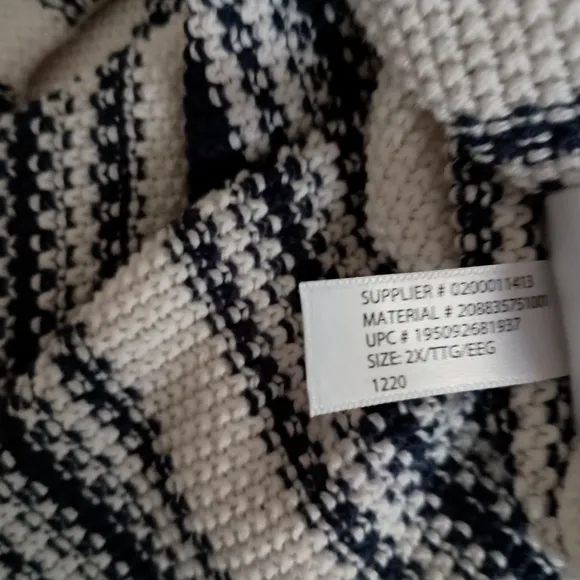 SUPPLIER # 0200011413
MATERIAL # 208835751001
UPC # 195092681937
SIZE: 2X/TTG/EEG
1220